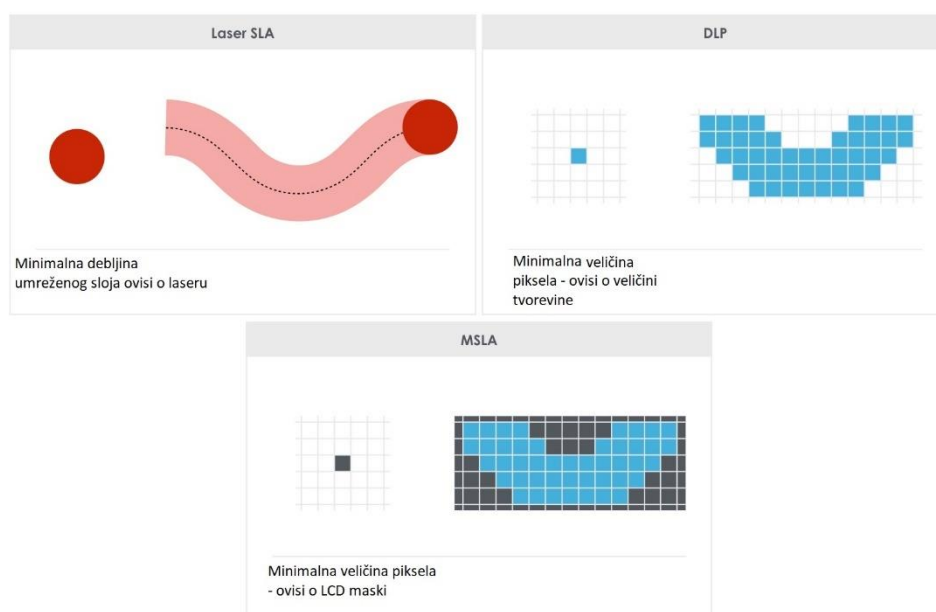 Laser SLA
Minimalna debljina
umreženog sloja ovisi o laseru
DLP
Minimalna veličina
piksela - ovisi o veličini
tvorevine
MSLA
Minimalna veličina piksela
- ovisi o LCD maski